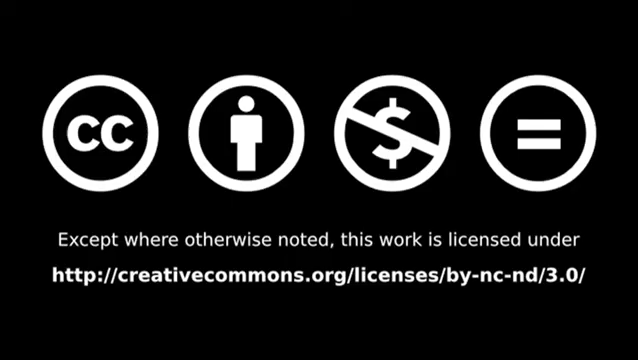 cc
$
=
Except where otherwise noted, this work is licensed under
http://creativecommons.org/licenses/by-nc-nd/3.0/